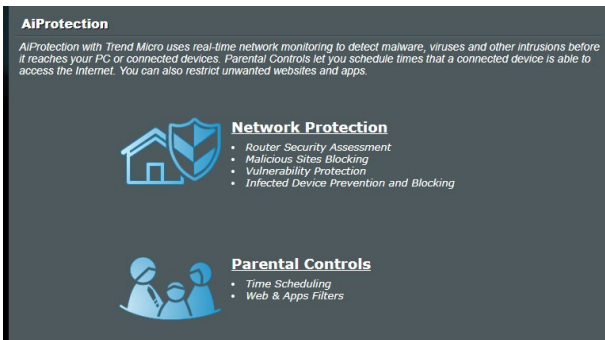 AiProtection
AiProtection with Trend Micro uses real-time network monitoring to detect malware, viruses and other intrusions before
it reaches your PC or connected devices. Parental Controls let you schedule times that a connected device is able to
access the Internet. You can also restrict unwanted websites and apps.
Network Protection
• Router Security Assessment
• Malicious Sites Blocking
• Vulnerability Protection
• Infected Device Prevention and Blocking
Parental Controls
• Time Scheduling
• Web & Apps Filters